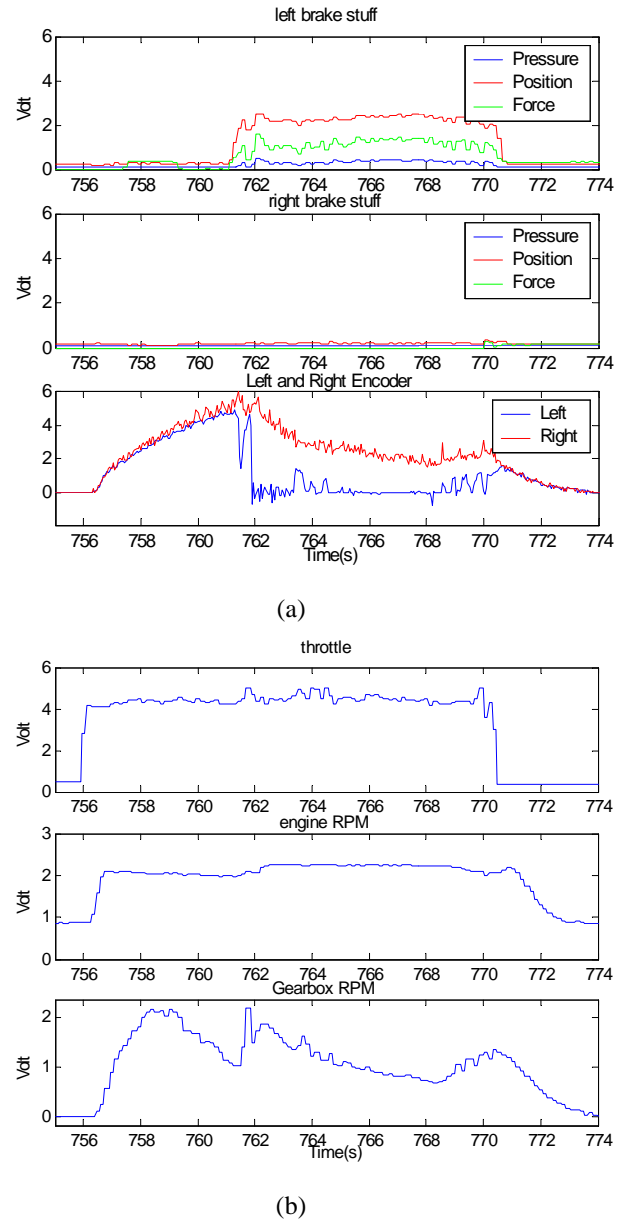 left brake stuff
6
4
2
0
Vdt
Pressure
Position
Force
756 758 760 762 764 766 768 770 772 774
right brake stuff
6
4
2
0
Vdt
Pressure
Position
Force
756 758 760 762 764 766 768 770 772 774
Left and Right Encoder
6
4
2
0
Left
Right
756 758 760 762 764 766 768 770 772 774
Time(s)
(a)
throttle
6
4
2
0
Volt
756 758 760 762 764 766 768 770 772 774
engine RPM
3
2
1
0
Vdt
756 758 760 762 764 766 768 770 772 774
Gearbox RPM
2
1
0
Vdt
756 758 760 762 764 766 768 770 772 774
Time(s)
(b)